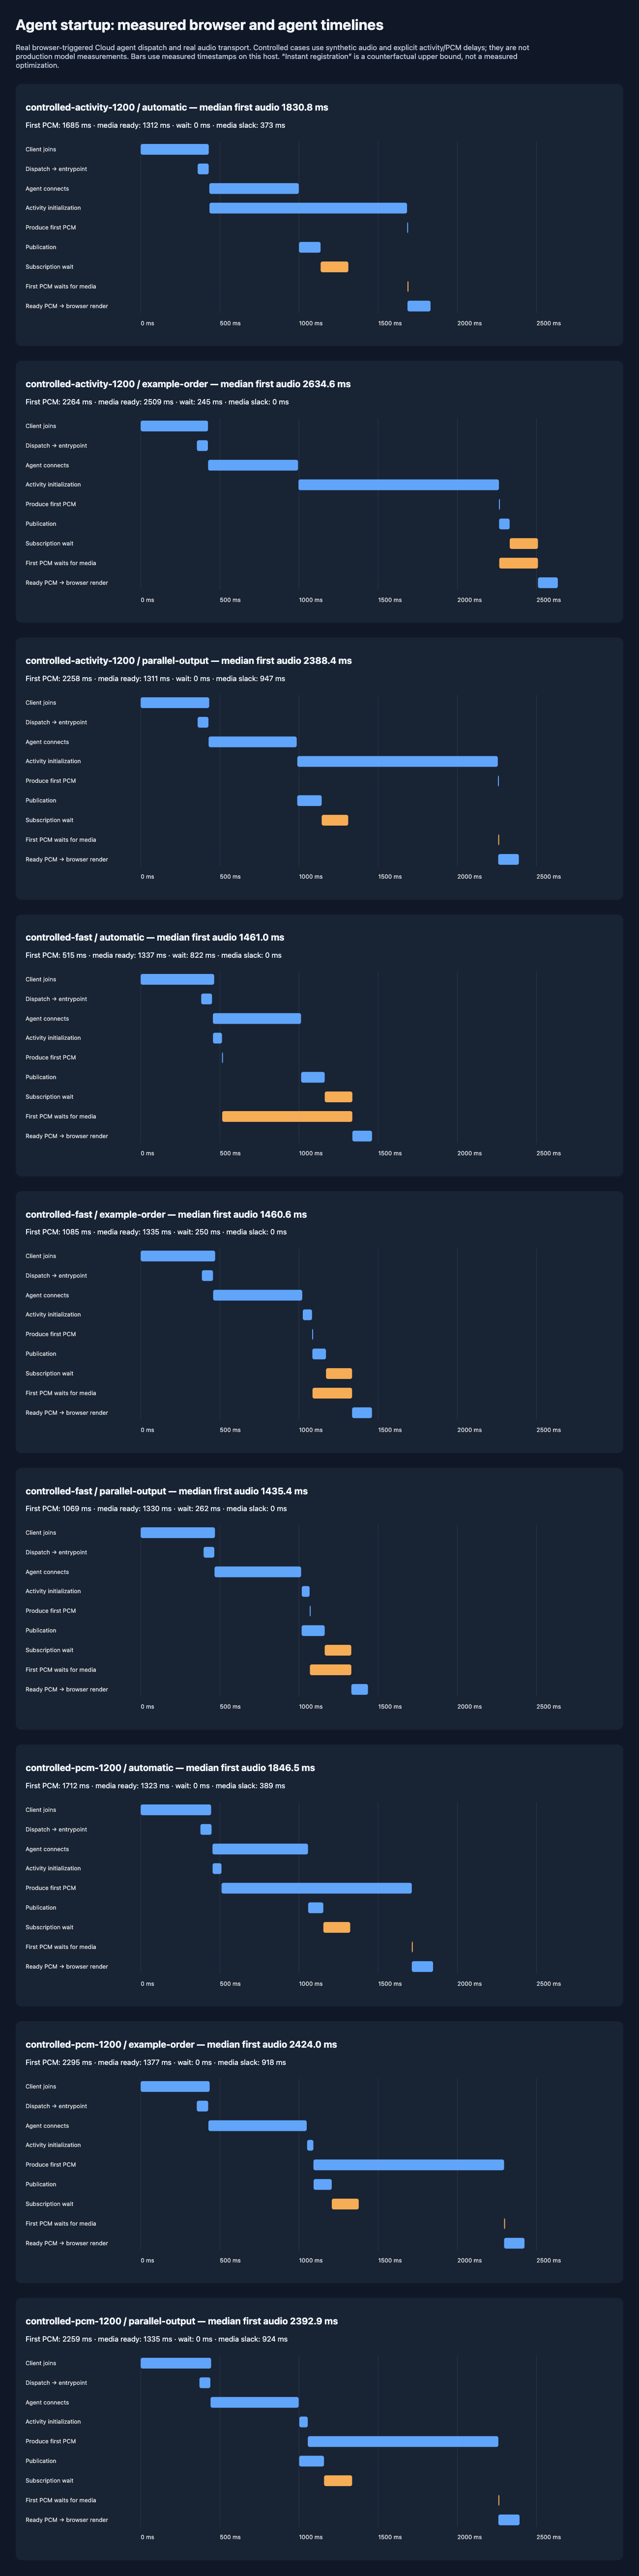 Agent startup: measured browser and agent timelines
Real browser-triggered Cloud agent dispatch and real audio transport. Controlled cases use synthetic audio and explicit activity/PCM delays; they are not
production model measurements. Bars use measured timestamps on this host. “Instant registration” is a counterfactual upper bound, not a measured
optimization.
controlled-activity-1200 / automatic — median first audio 1830.8 ms
First PCM: 1685 ms · media ready: 1312 ms · wait: 0 ms · media slack: 373 ms
Client joins
Dispatch → entrypoint
Agent connects
Activity initialization
Produce first PCM
Publication
Subscription wait
First PCM waits for media
Ready PCM → browser render
0 ms 500 ms 1000 ms 1500 ms 2000 ms 2500 ms
controlled-activity-1200 / example-order — median first audio 2634.6 ms
First PCM: 2264 ms · media ready: 2509 ms · wait: 245 ms · media slack: 0 ms
Client joins
Dispatch → entrypoint
Agent connects
Activity initialization
Produce first PCM
Publication
Subscription wait
First PCM waits for media
Ready PCM → browser render
0 ms 500 ms 1000 ms 1500 ms 2000 ms 2500 ms
controlled-activity-1200 / parallel-output — median first audio 2388.4 ms
First PCM: 2258 ms · media ready: 1311 ms · wait: 0 ms · media slack: 947 ms
Client joins
Dispatch → entrypoint
Agent connects
Activity initialization
Produce first PCM
Publication
Subscription wait
First PCM waits for media
Ready PCM → browser render
0 ms 500 ms 1000 ms 1500 ms 2000 ms 2500 ms
controlled-fast / automatic — median first audio 1461.0 ms
First PCM: 515 ms · media ready: 1337 ms · wait: 822 ms · media slack: 0 ms
Client joins
Dispatch → entrypoint
Agent connects
Activity initialization
Produce first PCM
Publication
Subscription wait
First PCM waits for media
Ready PCM → browser render
0 ms 500 ms 1000 ms 1500 ms 2000 ms 2500 ms
controlled-fast / example-order — median first audio 1460.6 ms
First PCM: 1085 ms · media ready: 1335 ms · wait: 250 ms · media slack: 0 ms
Client joins
Dispatch → entrypoint
Agent connects
Activity initialization
Produce first PCM
Publication
Subscription wait
First PCM waits for media
Ready PCM → browser render
0 ms 500 ms 1000 ms 1500 ms 2000 ms 2500 ms
controlled-fast / parallel-output — median first audio 1435.4 ms
First PCM: 1069 ms · media ready: 1330 ms · wait: 262 ms · media slack: 0 ms
Client joins
Dispatch → entrypoint
Agent connects
Activity initialization
Produce first PCM
Publication
Subscription wait
First PCM waits for media
Ready PCM → browser render
0 ms 500 ms 1000 ms 1500 ms 2000 ms 2500 ms
controlled-pcm-1200 / automatic — median first audio 1846.5 ms
First PCM: 1712 ms · media ready: 1323 ms · wait: 0 ms · media slack: 389 ms
Client joins
Dispatch → entrypoint
Agent connects
Activity initialization
Produce first PCM
Publication
Subscription wait
First PCM waits for media
Ready PCM → browser render
0 ms 500 ms 1000 ms 1500 ms 2000 ms 2500 ms
controlled-pcm-1200 / example-order — median first audio 2424.0 ms
First PCM: 2295 ms · media ready: 1377 ms · wait: 0 ms · media slack: 918 ms
Client joins
Dispatch → entrypoint
Agent connects
Activity initialization
Produce first PCM
Publication
Subscription wait
First PCM waits for media
Ready PCM → browser render
0 ms 500 ms 1000 ms 1500 ms 2000 ms 2500 ms
controlled-pcm-1200 / parallel-output — median first audio 2392.9 ms
First PCM: 2259 ms · media ready: 1335 ms · wait: 0 ms · media slack: 924 ms
Client joins
Dispatch → entrypoint
Agent connects
Activity initialization
Produce first PCM
Publication
Subscription wait
First PCM waits for media
Ready PCM → browser render
0 ms 500 ms 1000 ms 1500 ms 2000 ms 2500 ms